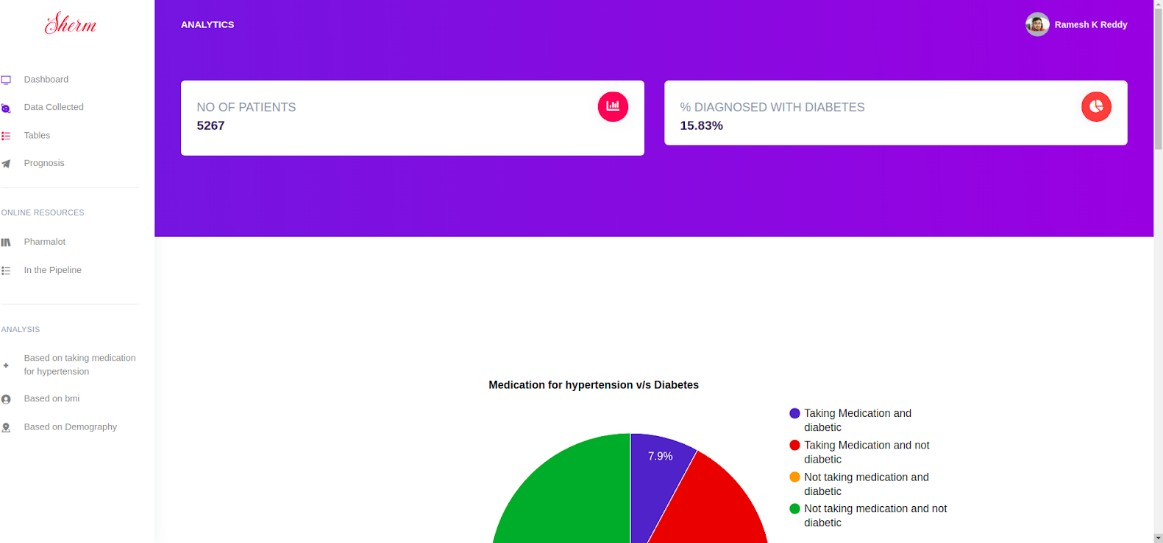 Sherm
Dashboard
Data Collected
Tables
Prognosis
ONLINE RESOURCES
Pharmalot
In the Pipeline
ANALYSIS
Based on taking medication
for hypertension
Based on bmi
Based on Demography
ANALYTICS
Ramesh K Reddy
NO OF PATIENTS
5267
% DIAGNOSED WITH DIABETES
15.83%
Medication for hypertension v/s Diabetes
7.9%
Taking Medication and
diabetic
Taking Medication and not
diabetic
Not taking medication and
diabetic
Not taking medication and not
diabetic